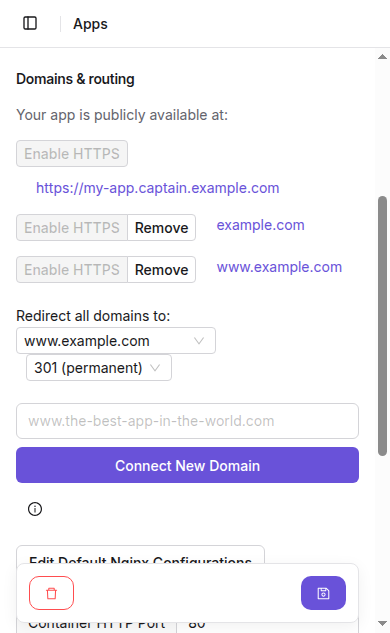 Apps
Domains & routing
Your app is publicly available at:
Enable HTTPS
https://my-app.captain.example.com
Enable HTTPS Remove example.com
Enable HTTPS Remove www.example.com
Redirect all domains to:
www.example.com
301 (permanent)
www.the-best-app-in-the-world.com
Connect New Domain
Edit Default Nginx Configurations
Container HTTP Port 80